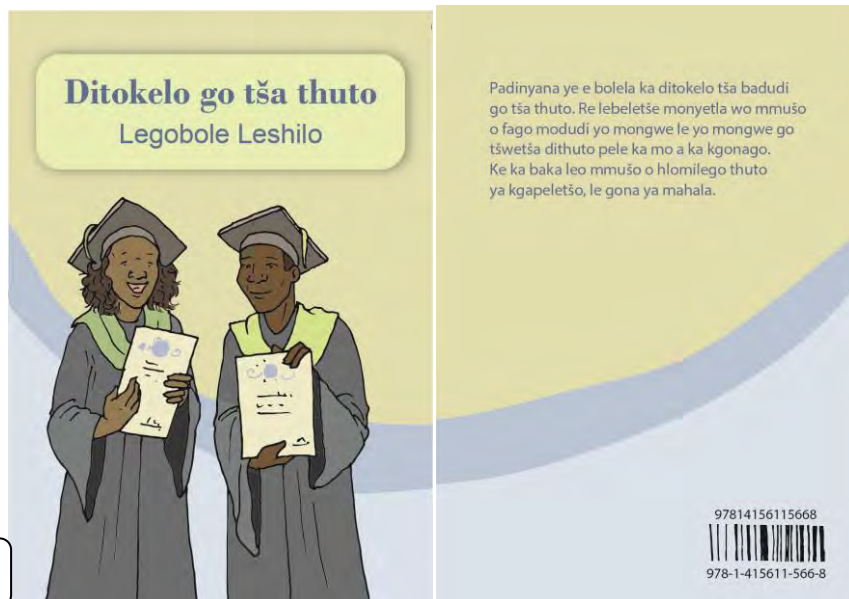 Ditokelo go tša thuto
Legobole Leshilo
Padinyana ye e bolela ka ditokelo tša badudi
go tša thuto. Re lebeletše monyetla wo mmušo
o fago modudi yo mongwe le yo mongwe go
tšwetša dithuto pele ka mo a ka kgonago.
Ke ka baka leo mmušo o hlomilego thuto
ya kgapeletšo, le gona ya mahala.
97814156115668
978-1-415611-566-8